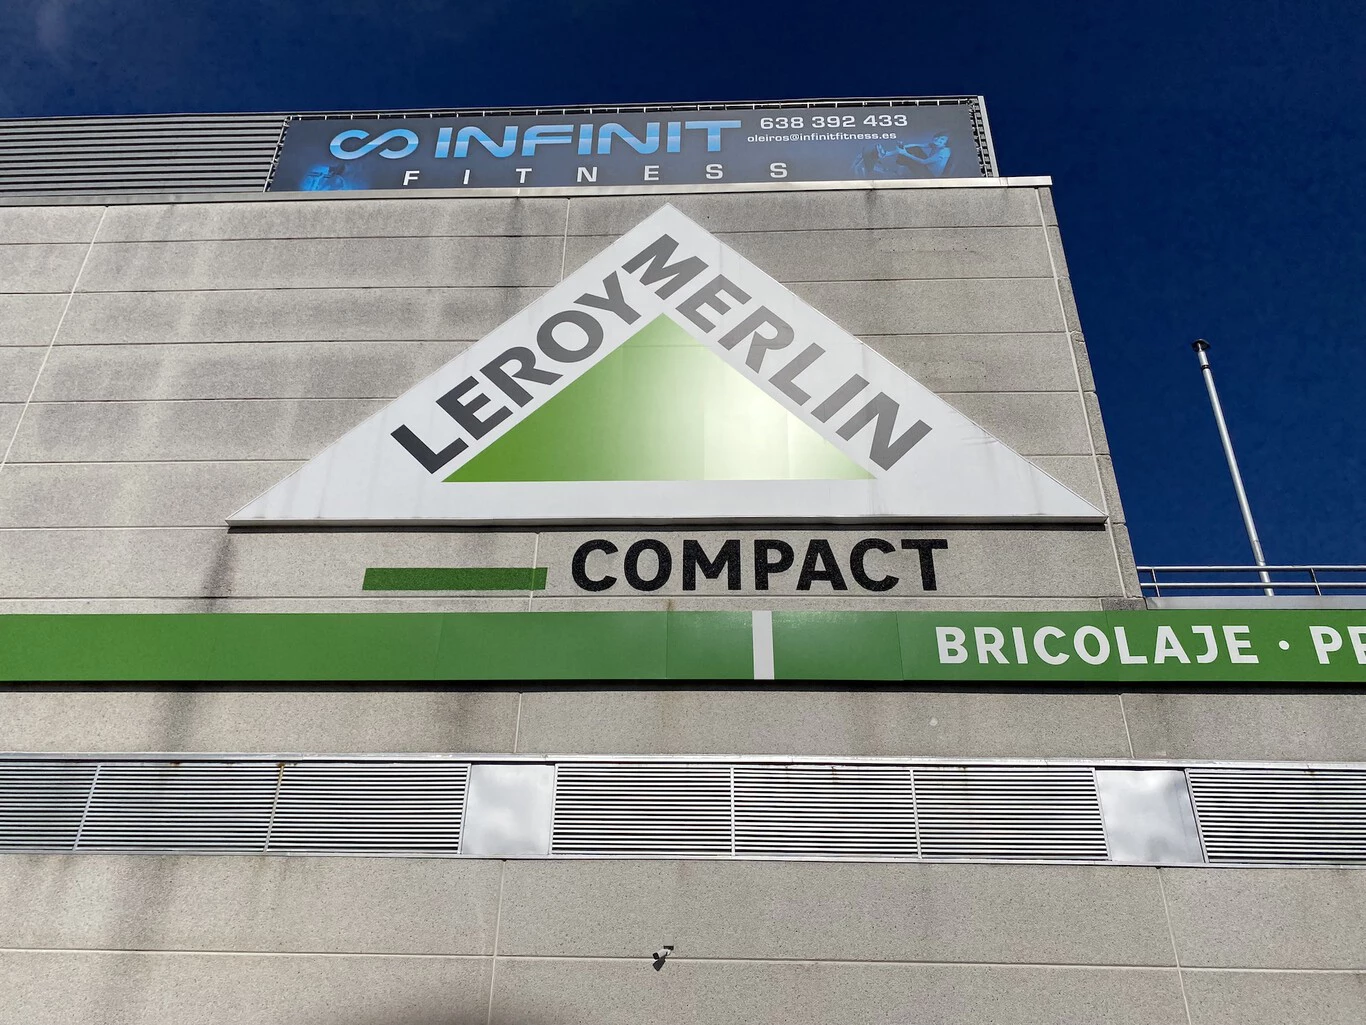 INFINIT
FITNESS
638 392 433
oleiros@infinitfitness.es
LEROY MERLIN
COMPACT
BRICOLAJE ·